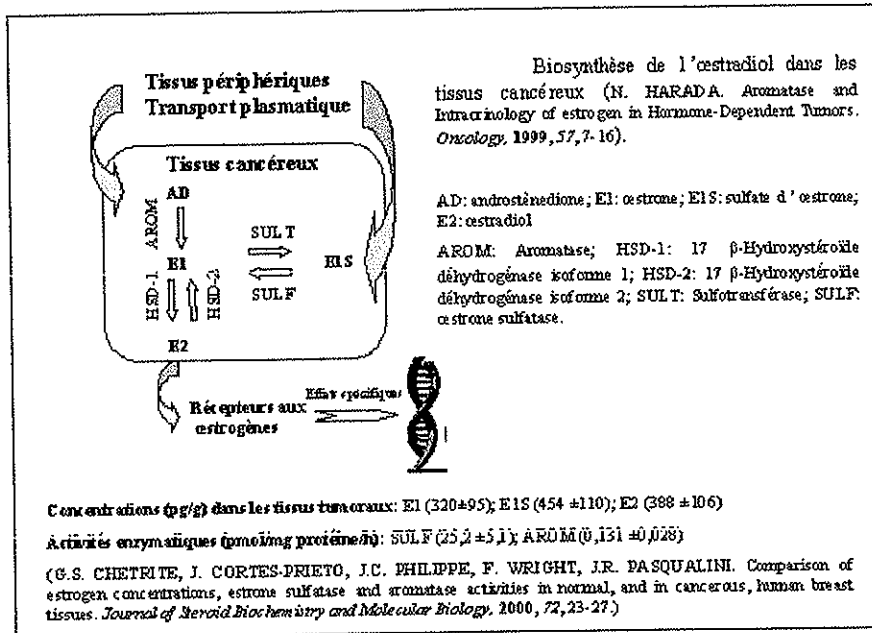 Tissus périphériques
Transport plasmatique
Tissus cancéreux
AD
AROM
E1
SULT
SULF
E1S
HSD-1
HSD-2
E2
Récepteurs aux
œstrogènes
Effets spécifiques
Biosynthèse de l'œstradiol dans les
tissus cancéreux (N. HARADA. Aromatase and
Intracrinology of estrogen in Hormone-Dependent Tumors.
Oncology, 1999, 57, 7-16).
AD: androstènedione; E1: œstrone; E1S: sulfate d'œstrone;
E2: œstradiol
AROM: Aromatase; HSD-1: 17 β-Hydroxystéroïde
déhydrogénase isoforme 1; HSD-2: 17 β-Hydroxystéroïde
déhydrogénase isoforme 2; SULT: Sulfotransférase; SULF:
œstrone sulfatase.
Concentrations (pg/g) dans les tissus tumoraux: E1 (320±95); E1S (454 ±110); E2 (388 ±106)
Activités enzymatiques (pmol/mg protéine/h): SULF (25,2 ±5,1); AROM (0,131 ±0,028)
(G.S. CHETRITE, J. CORTES-PRIETO, J.C. PHILIPPE, F. WRIGHT, J.R. PASQUALINI. Comparison of
estrogen concentrations, estrone sulfatase and aromatase activities in normal, and in cancerous, human breast
tissues. Journal of Steroid Biochemistry and Molecular Biology, 2000, 72, 23-27.)